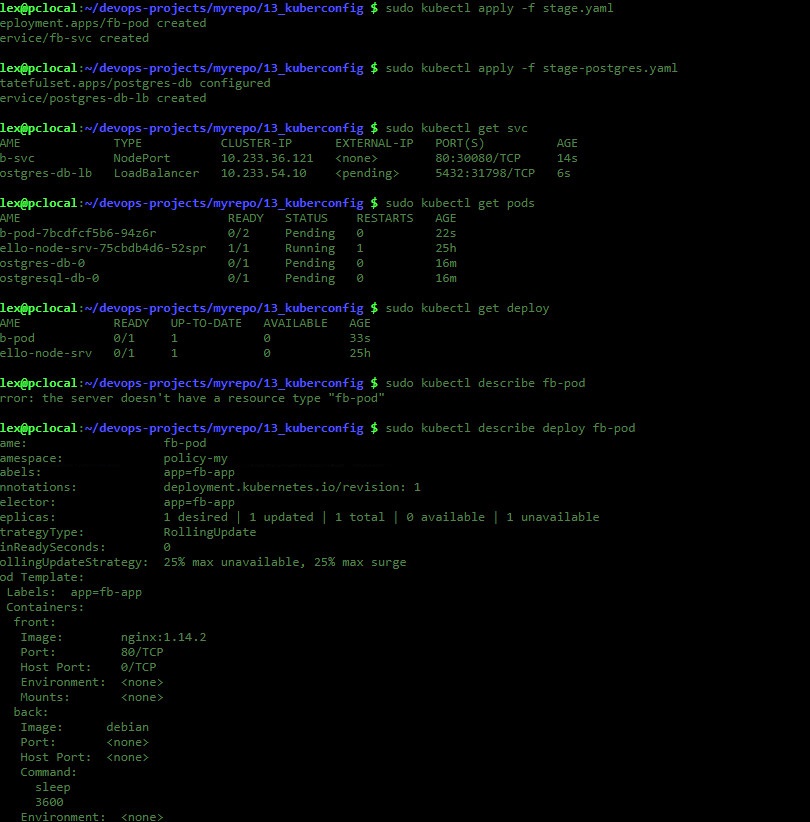 lex@pclocal:~/devops-projects/myrepo/13_kuberconfig $ sudo kubectl apply -f stage.yaml
eployment.apps/fb-pod created
ervice/fb-svc created
lex@pclocal:~/devops-projects/myrepo/13_kuberconfig $ sudo kubectl apply -f stage-postgres.yaml
tatefulset.apps/postgres-db configured
ervice/postgres-db-lb created
lex@pclocal:~/devops-projects/myrepo/13_kuberconfig $ sudo kubectl get svc
AME TYPE CLUSTER-IP EXTERNAL-IP PORT(S) AGE
b-svc NodePort 10.233.36.121 <none> 80:30080/TCP 14s
ostgres-db-lb LoadBalancer 10.233.54.10 <pending> 5432:31798/TCP 6s
lex@pclocal:~/devops-projects/myrepo/13_kuberconfig $ sudo kubectl get pods
AME READY STATUS RESTARTS AGE
b-pod-7bcdfcf5b6-94z6r 0/2 Pending 0 22s
ello-node-srv-75cbdb4d6-52spr 1/1 Running 1 25h
ostgres-db-0 0/1 Pending 0 16m
ostgresql-db-0 0/1 Pending 0 16m
lex@pclocal:~/devops-projects/myrepo/13_kuberconfig $ sudo kubectl get deploy
AME READY UP-TO-DATE AVAILABLE AGE
b-pod 0/1 1 0 33s
ello-node-srv 0/1 1 0 25h
lex@pclocal:~/devops-projects/myrepo/13_kuberconfig $ sudo kubectl describe fb-pod
rror: the server doesn't have a resource type "fb-pod"
lex@pclocal:~/devops-projects/myrepo/13_kuberconfig $ sudo kubectl describe deploy fb-pod
ame: fb-pod
amespace: policy-my
abels: app=fb-app
nnotations: deployment.kubernetes.io/revision: 1
elector: app=fb-app
eplicas: 1 desired | 1 updated | 1 total | 0 available | 1 unavailable
trategyType: RollingUpdate
inReadySeconds: 0
ollingUpdateStrategy: 25% max unavailable, 25% max surge
od Template:
Labels: app=fb-app
Containers:
front:
Image: nginx:1.14.2
Port: 80/TCP
Host Port: 0/TCP
Environment: <none>
Mounts: <none>
back:
Image: debian
Port: <none>
Host Port: <none>
Command:
sleep
3600
Environment: <none>